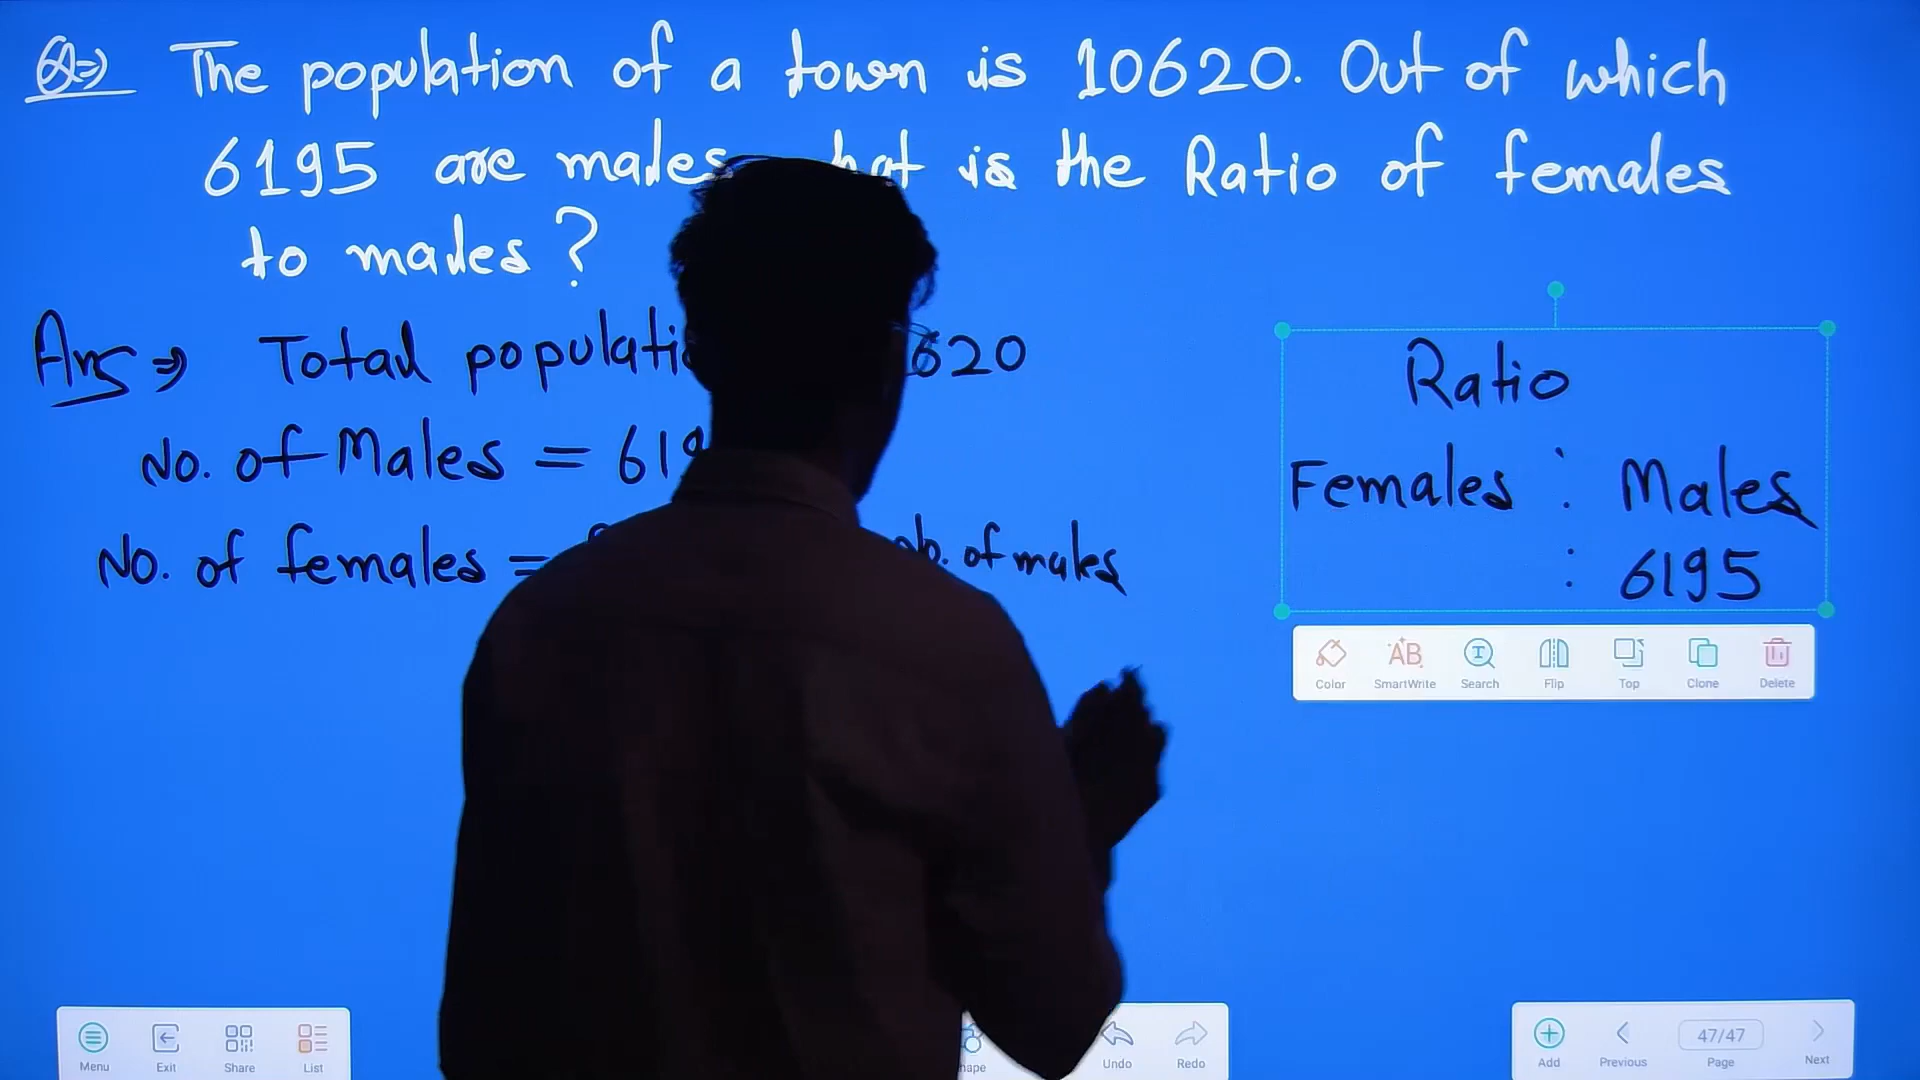 Q⇒ The population of a town is 10620. Out of which
6195 are males is the Ratio of females
to males?
Ans ⇒ Total 620
No. of Males =
No. of females = of males
Ratio
Females : Males
: 6195
Color SmartWrite Search Flip Top Clone Delete
Menu Exit Share List Undo Redo Add Previous 47/47 Page Next